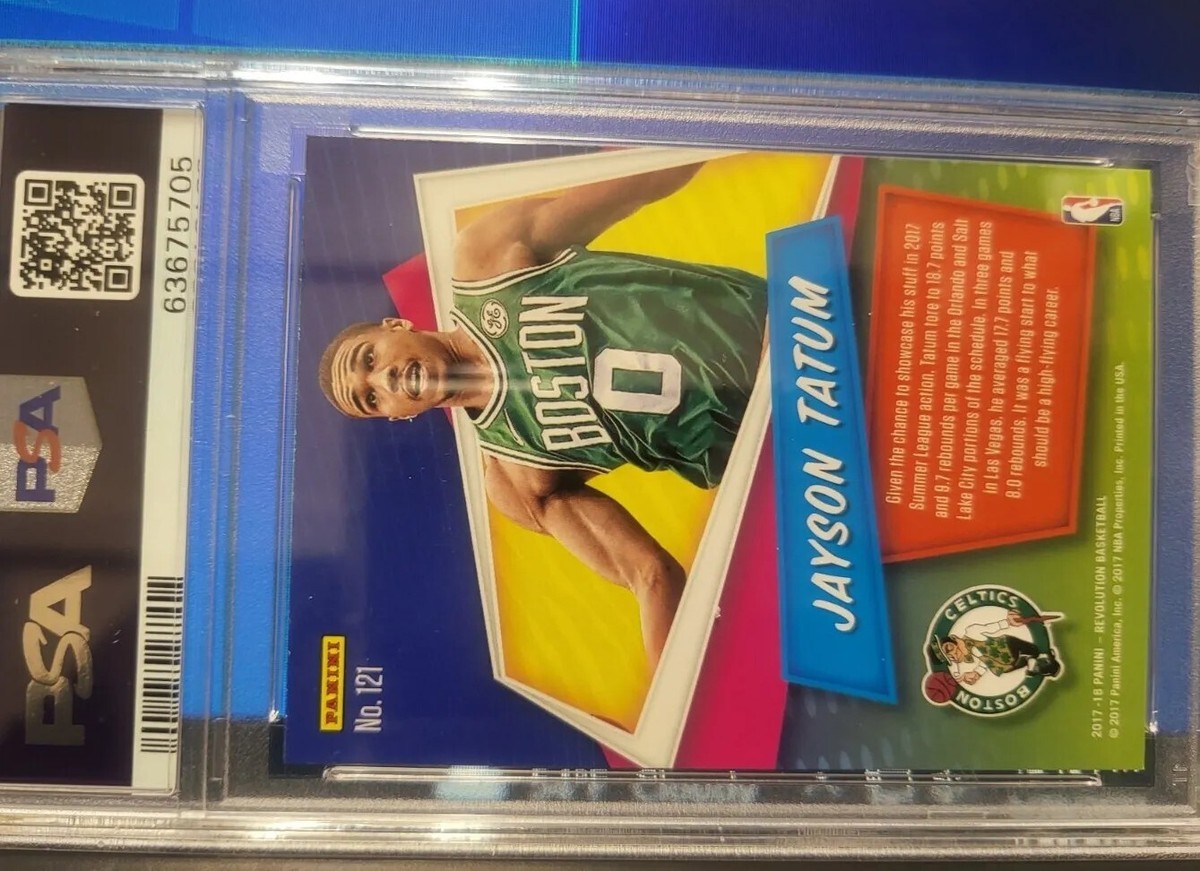 PSA
PSA
63675705
PANINI
No. 121
GE
BOSTON
0
JAYSON TATUM
NBA
Given the chance to showcase his stuff in 2017
Summer League action, Tatum tore to 18.7 points
and 9.7 rebounds per game in the Orlando and Salt
Lake City portions of the schedule. In three games
in Las Vegas, he averaged 17.7 points and
8.0 rebounds. It was a flying start to what
should be a high-flying career.
BOSTON
CELTICS
2017-18 PANINI – REVOLUTION BASKETBALL
© 2017 Panini America, Inc. © 2017 NBA Properties, Inc. Printed in the USA.